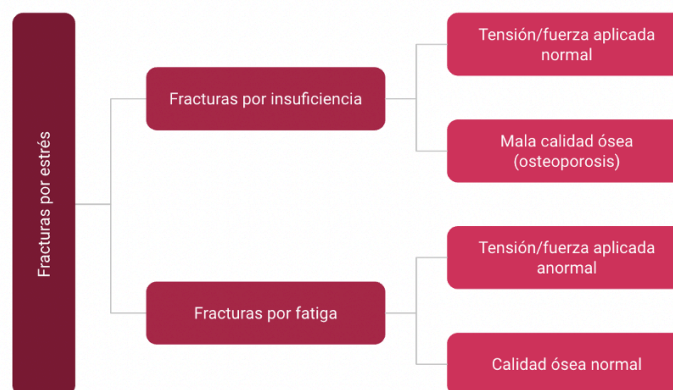 Fracturas por estrés
Fracturas por insuficiencia
Tensión/fuerza aplicada
normal
Mala calidad ósea
(osteoporosis)
Fracturas por fatiga
Tensión/fuerza aplicada
anormal
Calidad ósea normal